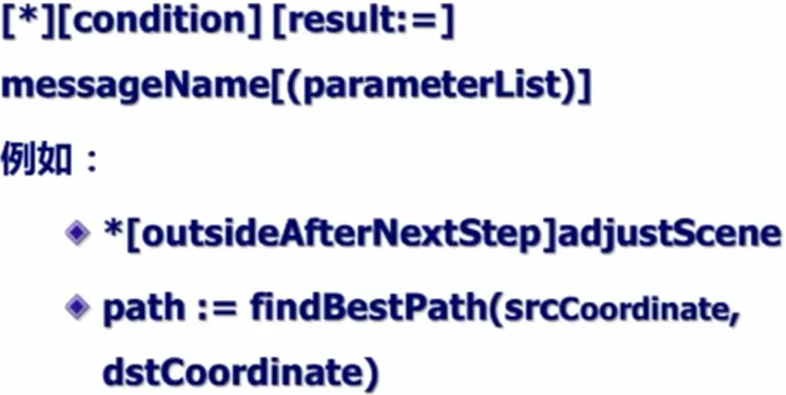 [*][condition] [result:=]
messageName[(parameterList)]
例如：
*[outsideAfterNextStep]adjustScene
path := findBestPath(srcCoordinate,
dstCoordinate)